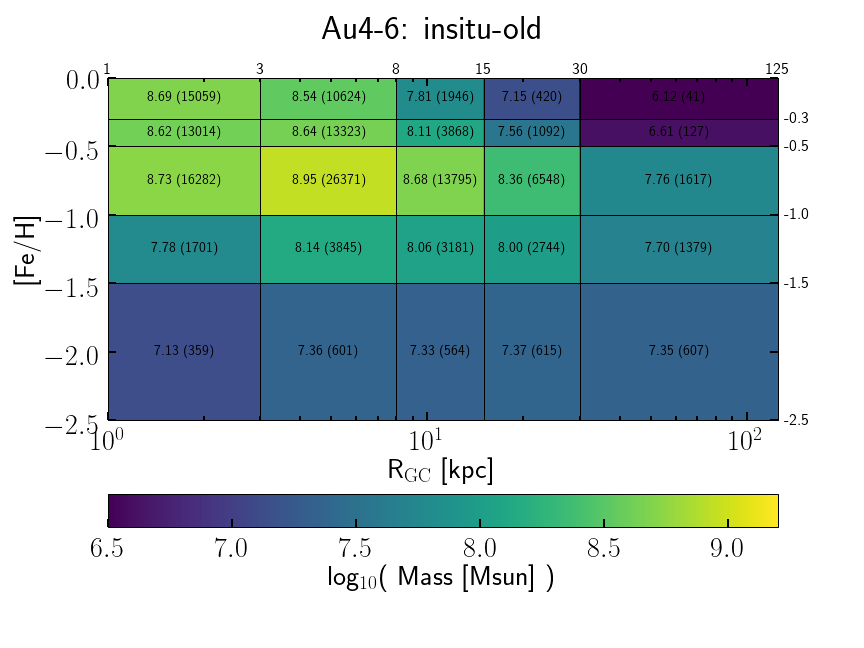 Au4-6: insitu-old
1 3 8 15 30 125
0.0 8.69 (15059) 8.54 (10624) 7.81 (1946) 7.15 (420) 6.12 (41)
-0.3
8.62 (13014) 8.64 (13323) 8.11 (3868) 7.56 (1092) 6.61 (127)
−0.5 -0.5
8.73 (16282) 8.95 (26371) 8.68 (13795) 8.36 (6548) 7.76 (1617)
−1.0 -1.0
[Fe/H]
7.78 (1701) 8.14 (3845) 8.06 (3181) 8.00 (2744) 7.70 (1379)
−1.5 -1.5
−2.0 7.13 (359) 7.36 (601) 7.33 (564) 7.37 (615) 7.35 (607)
−2.5 -2.5
10⁰ 10¹ 10²
R_GC [kpc]
6.5 7.0 7.5 8.0 8.5 9.0
log₁₀( Mass [Msun] )